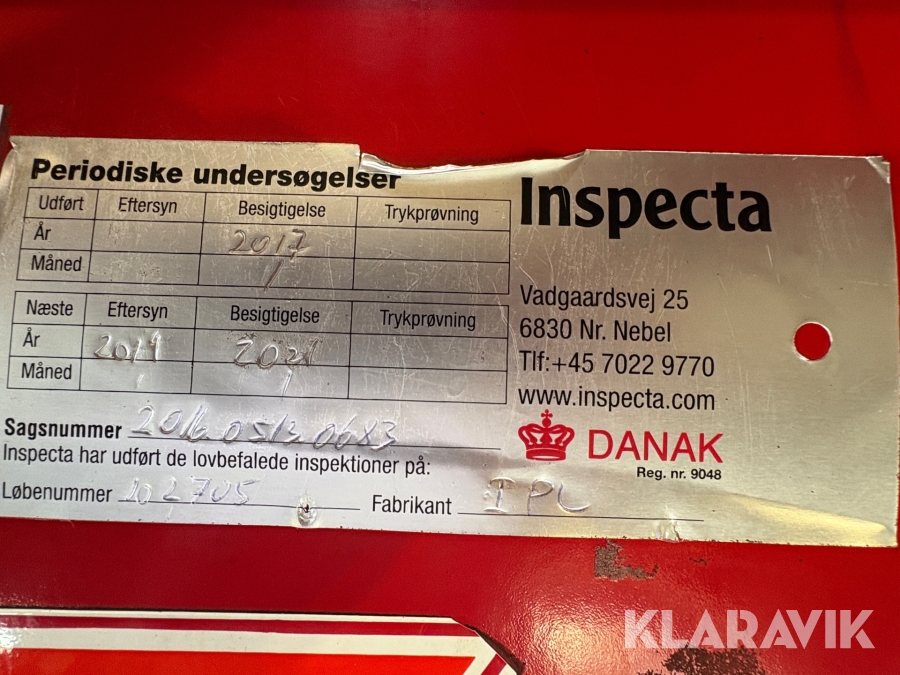 Periodiske undersøgelser
Udført Eftersyn Besigtigelse Trykprøvning
År 2017
Måned 1
Næste Eftersyn Besigtigelse Trykprøvning
År 2019 2021
Måned 1 1
Sagsnummer
Inspecta har udført de lovbefalede inspektioner på:
Løbenummer 102705 Fabrikant IPL
Inspecta
Vadgaardsvej 25
6830 Nr. Nebel
Tlf:+45 7022 9770
www.inspecta.com
DANAK
Reg. nr. 9048
KLARAVIK